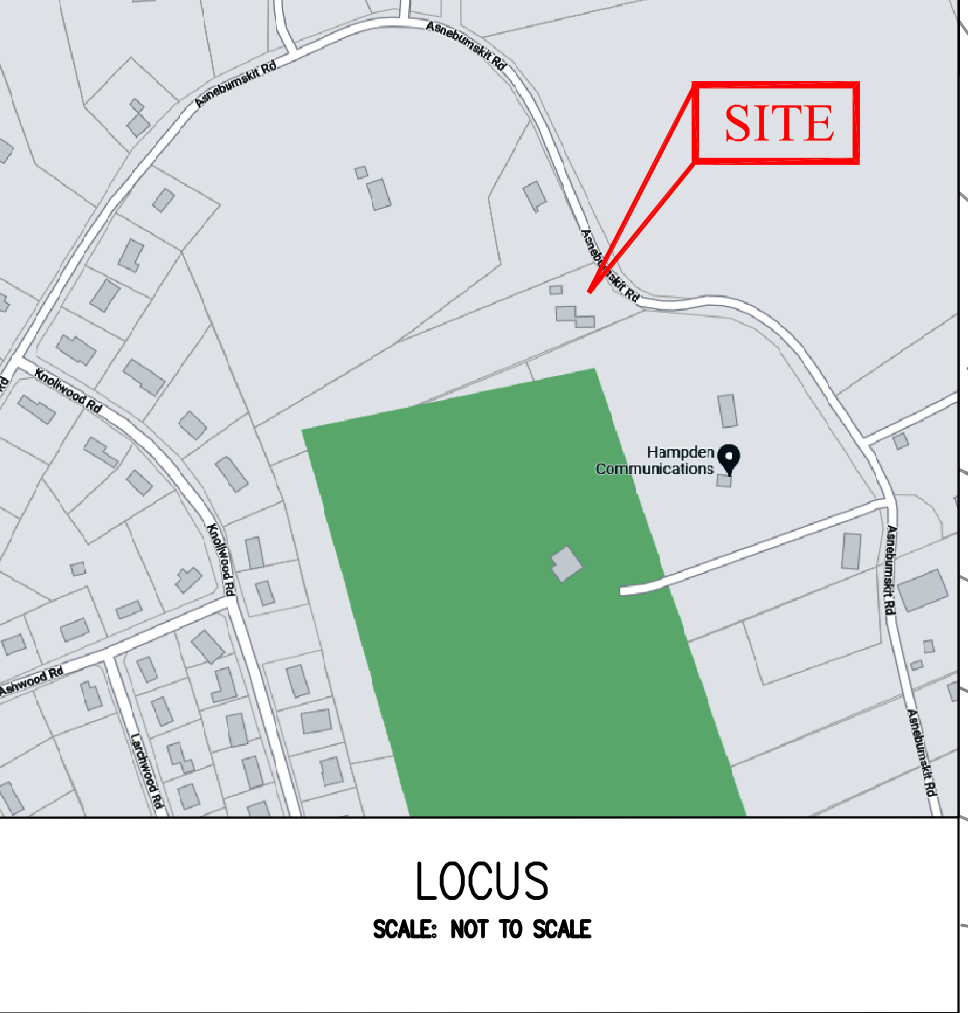 Asnebumskit Rd
Asnebumskit Rd
SITE
Asnebumskit Rd
Rd
Knollwood Rd
Hampden
Communications
Knollwood Rd
Asnebumskit Rd
Ashwood Rd
Larchwood Rd
Asnebumskit Rd
LOCUS
SCALE: NOT TO SCALE